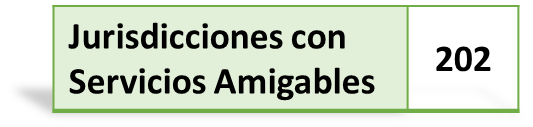 Jurisdicciones con
Servicios Amigables
202